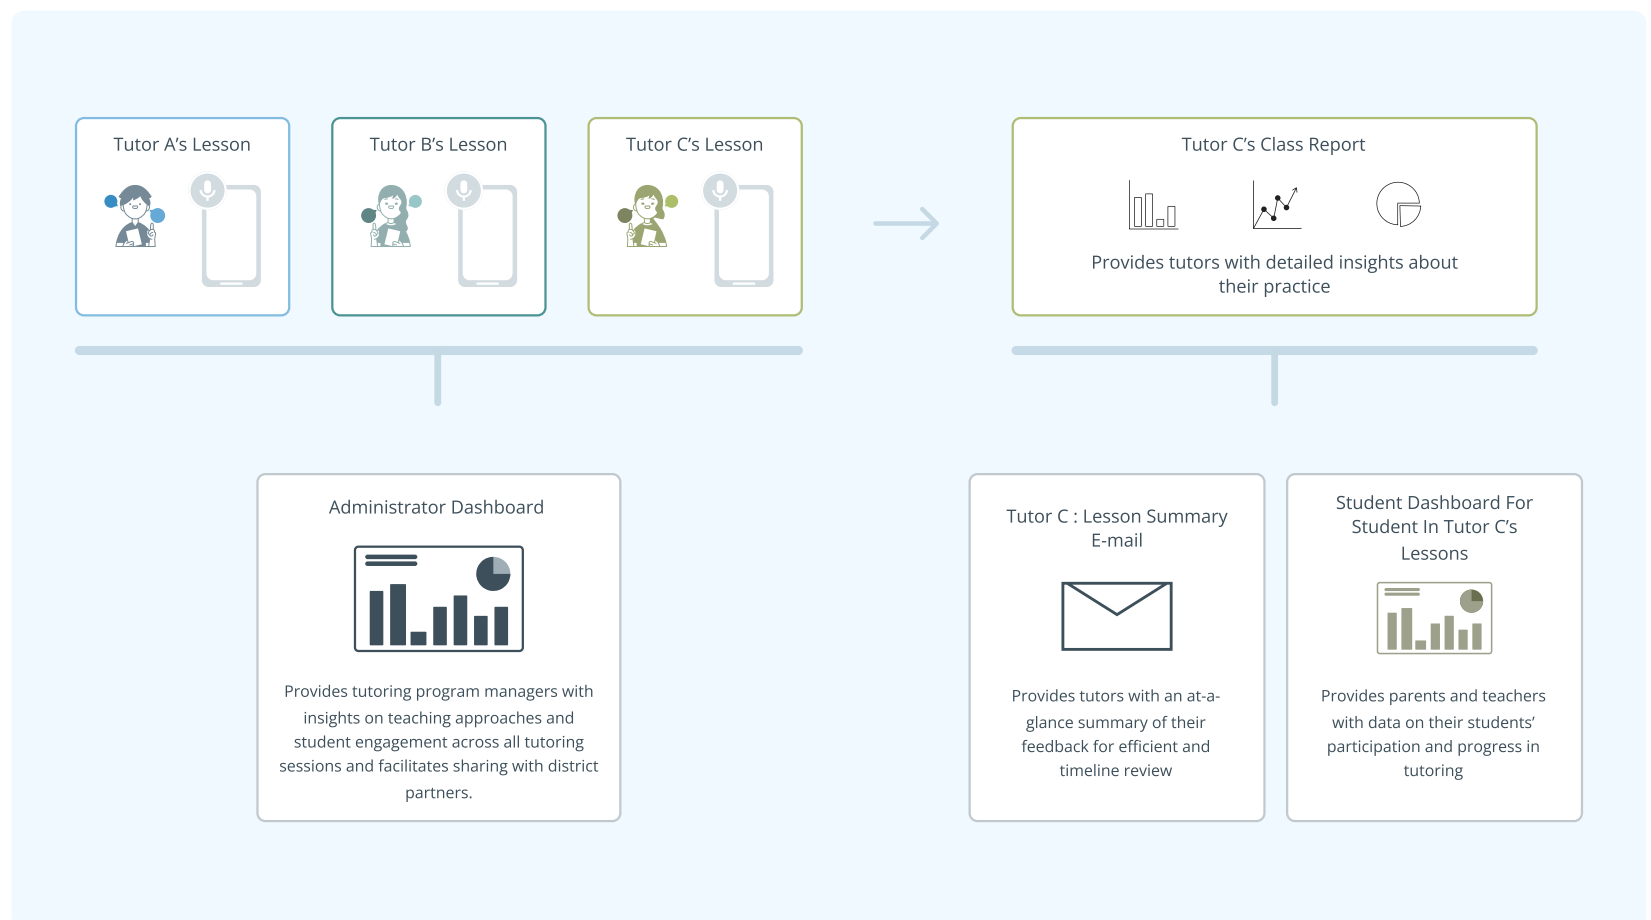 Tutor A’s Lesson
Tutor B’s Lesson
Tutor C’s Lesson
Tutor C’s Class Report
Provides tutors with detailed insights about
their practice
Administrator Dashboard
Provides tutoring program managers with
insights on teaching approaches and
student engagement across all tutoring
sessions and facilitates sharing with district
partners.
Tutor C : Lesson Summary
E-mail
Provides tutors with an at-a-
glance summary of their
feedback for efficient and
timeline review
Student Dashboard For
Student In Tutor C’s
Lessons
Provides parents and teachers
with data on their students’
participation and progress in
tutoring